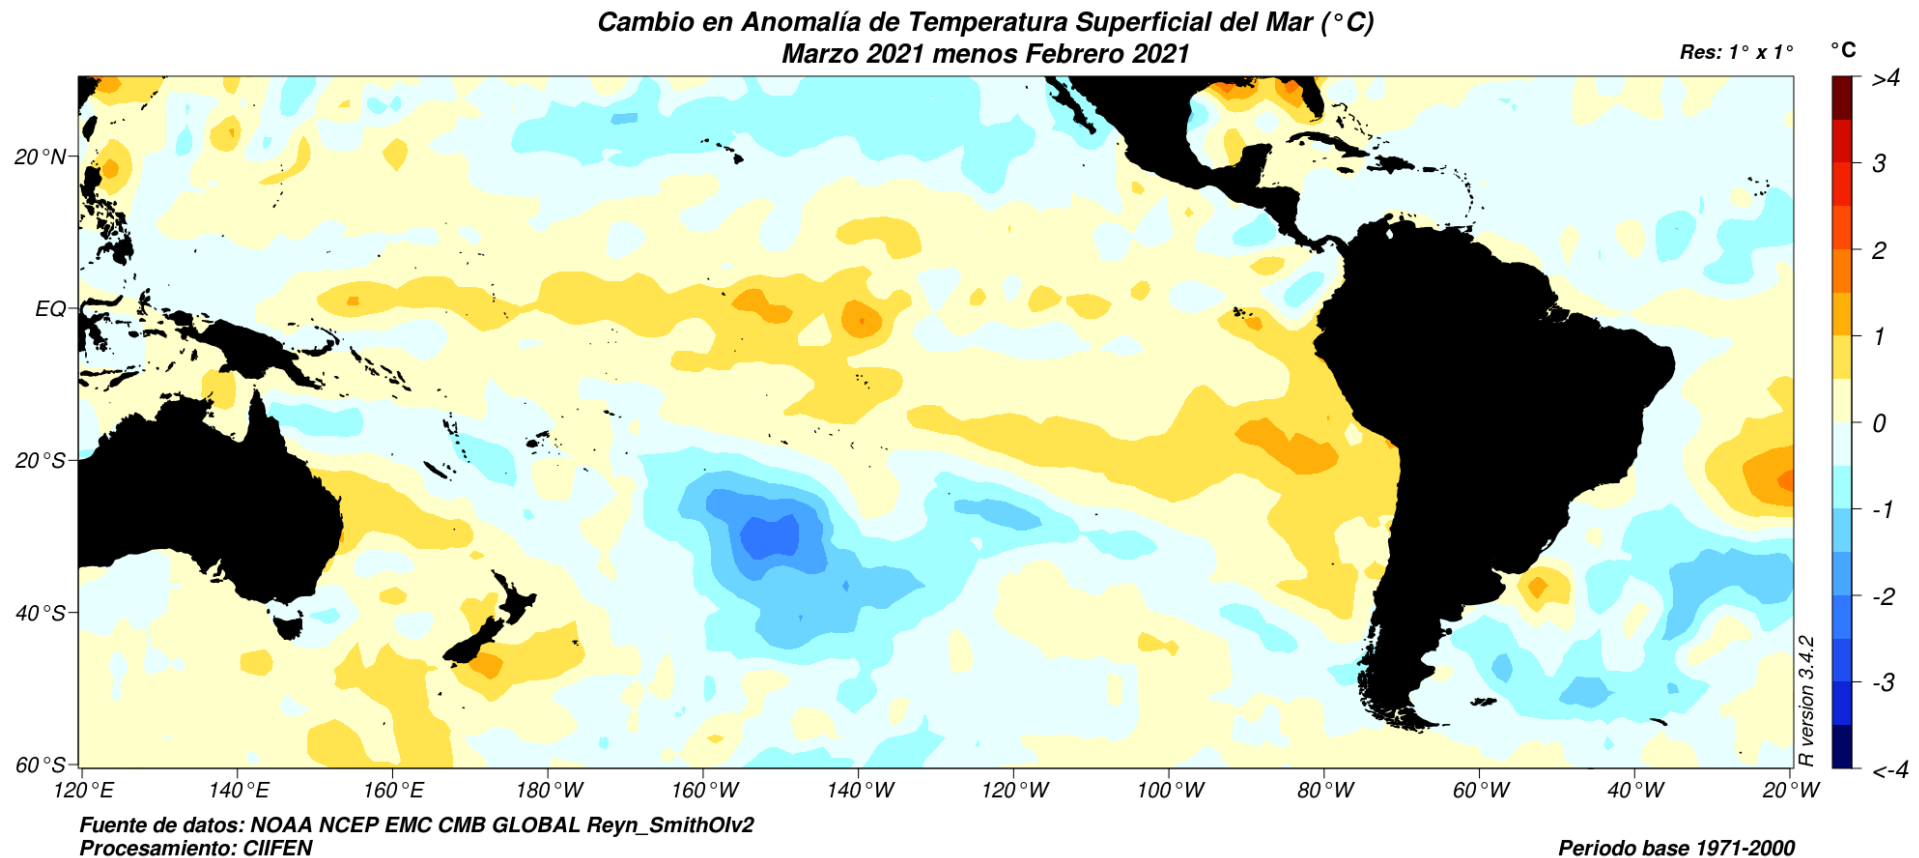 Cambio en Anomalía de Temperatura Superficial del Mar (°C)
Marzo 2021 menos Febrero 2021
Res: 1° x 1°
°C
>4
3
2
1
0
-1
-2
-3
<-4
20°N
EQ
20°S
40°S
60°S
120°E 140°E 160°E 180°W 160°W 140°W 120°W 100°W 80°W 60°W 40°W 20°W
R version 3.4.2
Fuente de datos: NOAA NCEP EMC CMB GLOBAL Reyn_SmithOIv2
Procesamiento: CIIFEN
Periodo base 1971-2000